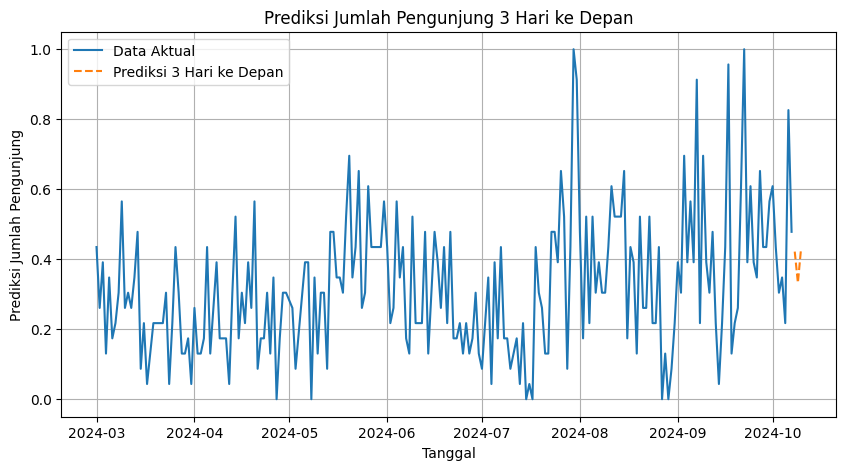 Prediksi Jumlah Pengunjung 3 Hari ke Depan
Data Aktual
Prediksi 3 Hari ke Depan
Prediksi Jumlah Pengunjung
1.0
0.8
0.6
0.4
0.2
0.0
2024-03
2024-04
2024-05
2024-06
2024-07
2024-08
2024-09
2024-10
Tanggal